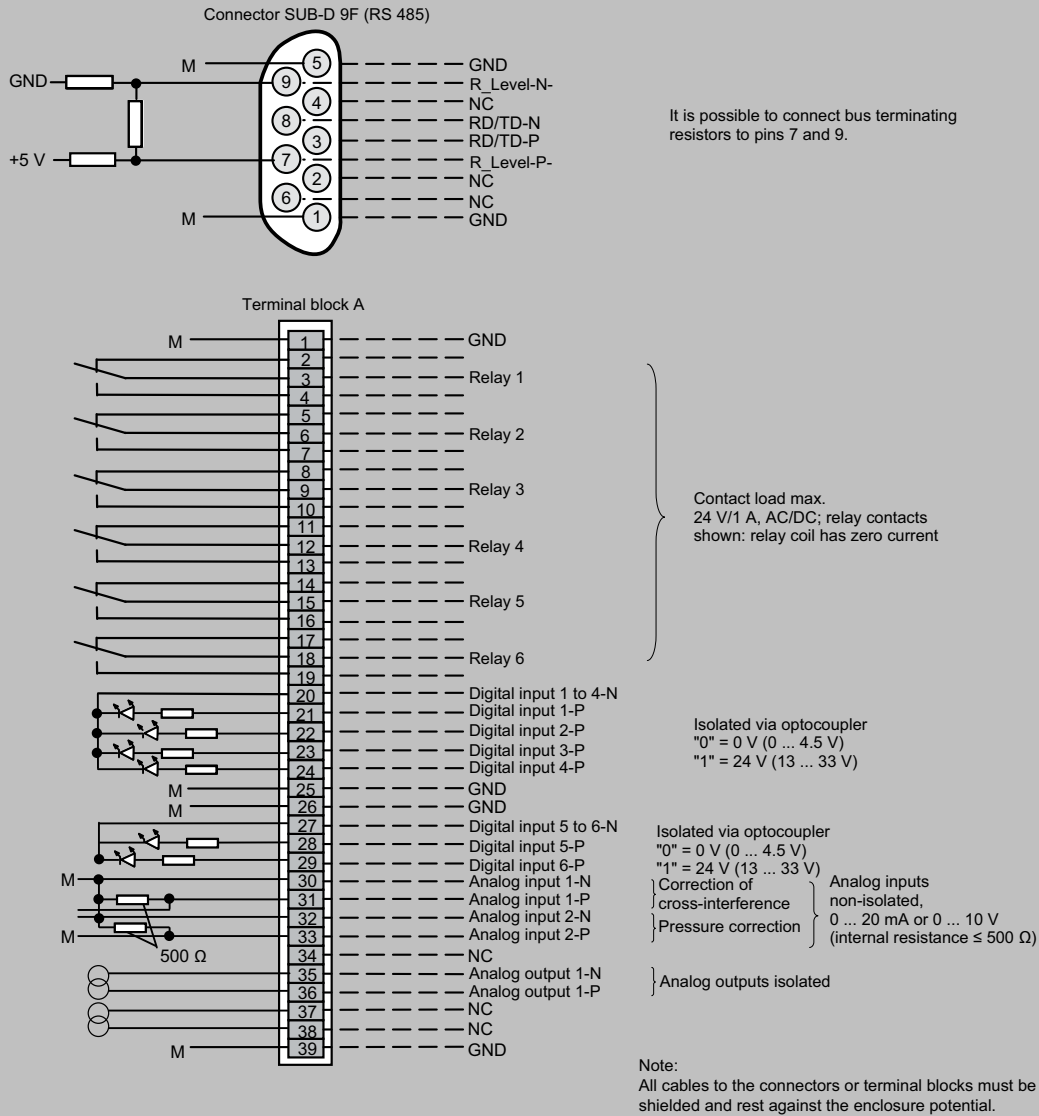 Connector SUB-D 9F (RS 485)
M 5 GND
GND 9 R_Level-N-
4 NC
8 RD/TD-N
3 RD/TD-P
+5 V 7 R_Level-P-
2 NC
6 NC
M 1 GND
It is possible to connect bus terminating
resistors to pins 7 and 9.
Terminal block A
M 1 GND
2
3 Relay 1
4
5
6 Relay 2
7
8
9 Relay 3
10
11
12 Relay 4
13
14
15 Relay 5
16
17
18 Relay 6
19
Contact load max.
24 V/1 A, AC/DC; relay contacts
shown: relay coil has zero current
20 Digital input 1 to 4-N
21 Digital input 1-P
22 Digital input 2-P
23 Digital input 3-P
24 Digital input 4-P
Isolated via optocoupler
"0" = 0 V (0 ... 4.5 V)
"1" = 24 V (13 ... 33 V)
M 25 GND
M 26 GND
27 Digital input 5 to 6-N
28 Digital input 5-P
29 Digital input 6-P
Isolated via optocoupler
"0" = 0 V (0 ... 4.5 V)
"1" = 24 V (13 ... 33 V)
M 30 Analog input 1-N
31 Analog input 1-P
32 Analog input 2-N
M 33 Analog input 2-P
500 Ω
Correction of
cross-interference
Pressure correction
Analog inputs
non-isolated,
0 ... 20 mA or 0 ... 10 V
(internal resistance ≤ 500 Ω)
34 NC
35 Analog output 1-N
36 Analog output 1-P
Analog outputs isolated
37 NC
38 NC
M 39 GND
Note:
All cables to the connectors or terminal blocks must be
shielded and rest against the enclosure potential.